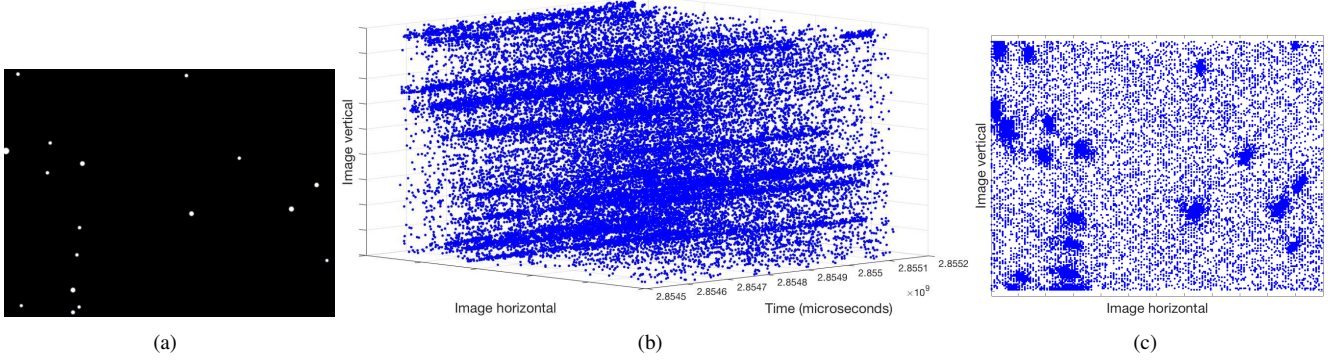 Image vertical
Image horizontal
2.8545
2.8546
2.8547
2.8548
2.8549
2.855
2.8551
2.8552
×10⁹
Time (microseconds)
Image vertical
Image horizontal
(a)
(b)
(c)